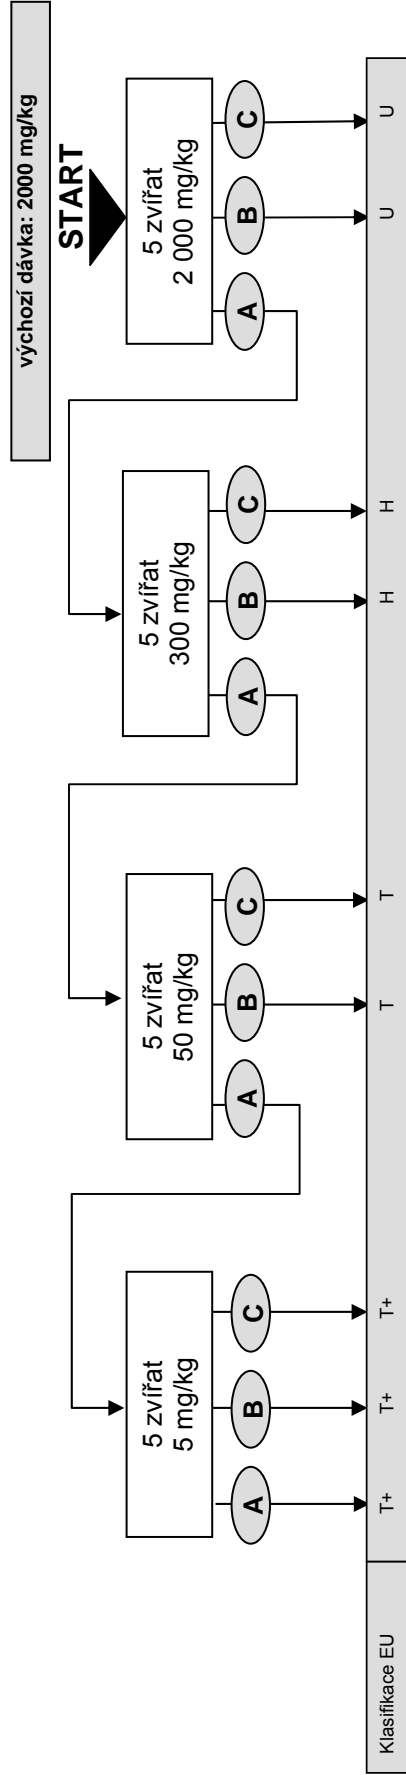 výchozí dávka: 2000 mg/kg
START
5 zvířat
5 mg/kg
5 zvířat
50 mg/kg
5 zvířat
300 mg/kg
5 zvířat
2 000 mg/kg
A
B
C
A
B
C
A
B
C
A
B
C
Klasifikace EU
T+
T+
T+
T
T
H
H
U
U